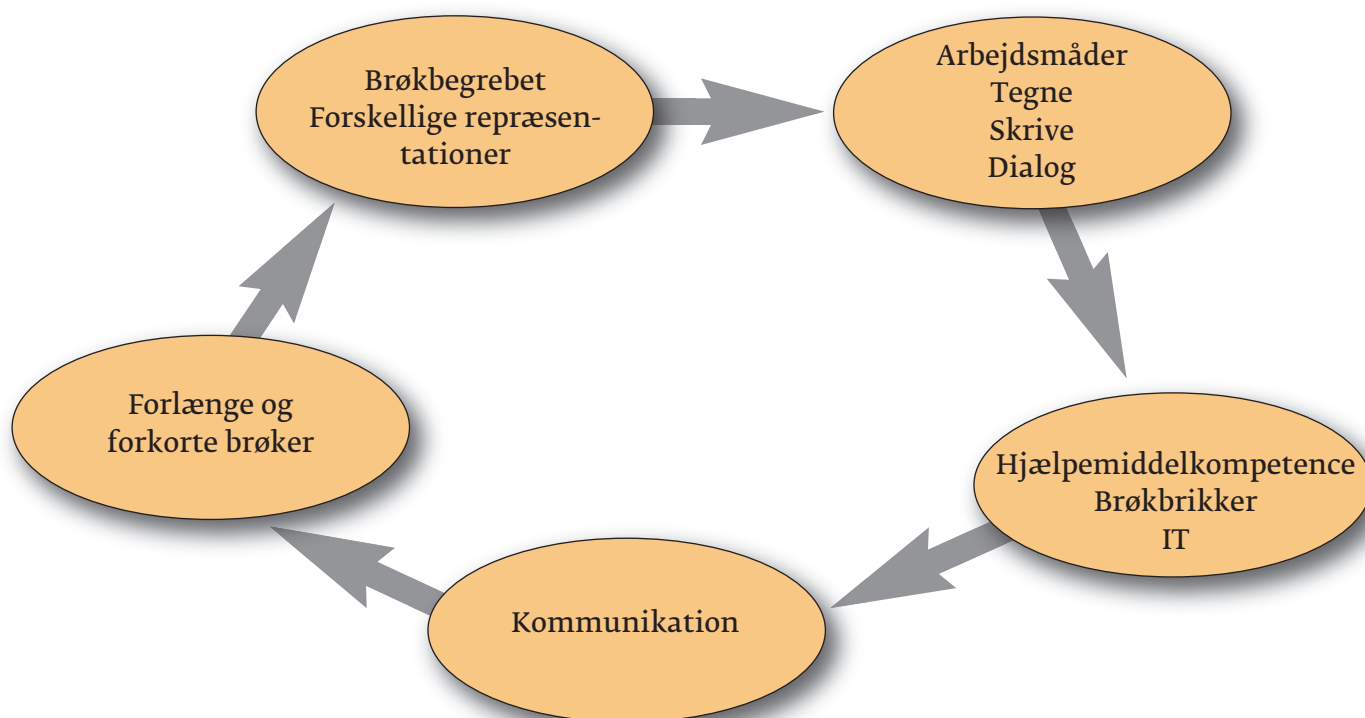 Brøkbegrebet
Forskellige repræsen-
tationer
Arbejdsmåder
Tegne
Skrive
Dialog
Hjælpemiddelkompetence
Brøkbrikker
IT
Kommunikation
Forlænge og
forkorte brøker